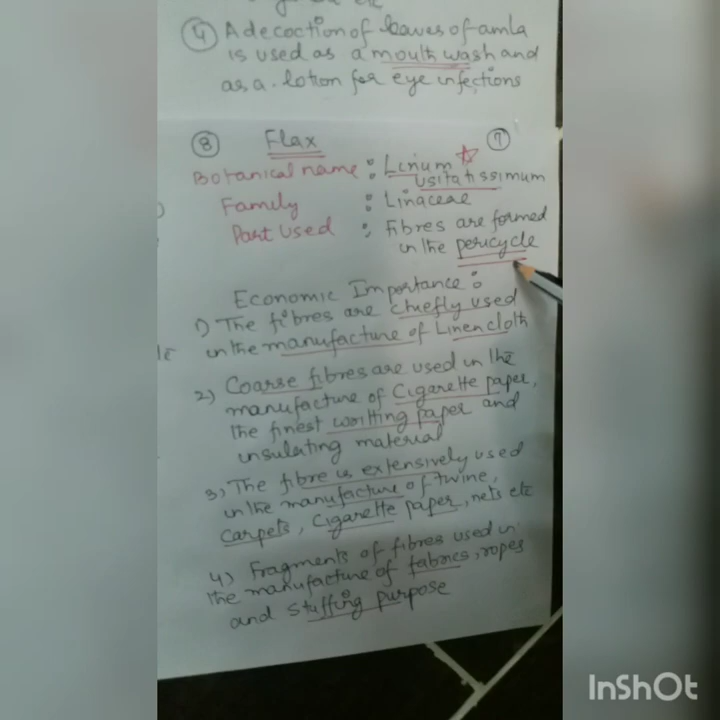 ④ A decoction of leaves of amla
is used as a mouth wash and
as a lotion for eye infections
⑧ Flax ⑦
Botanical name : Linum
usitatissimum
Family : Linaceae
Part Used : Fibres are formed
in the pericycle
Economic Importance :
1) The fibres are chiefly used
in the manufacture of Linen cloth
2) Coarse fibres are used in the
manufacture of Cigarette paper,
the finest writting paper and
insulating material
3) The fibre is extensively used
in the manufacture of twine,
carpets, Cigarette paper, nets etc
4) Fragments of fibres used in
the manufacture of fabrics, ropes
and stuffing purpose
InShOt